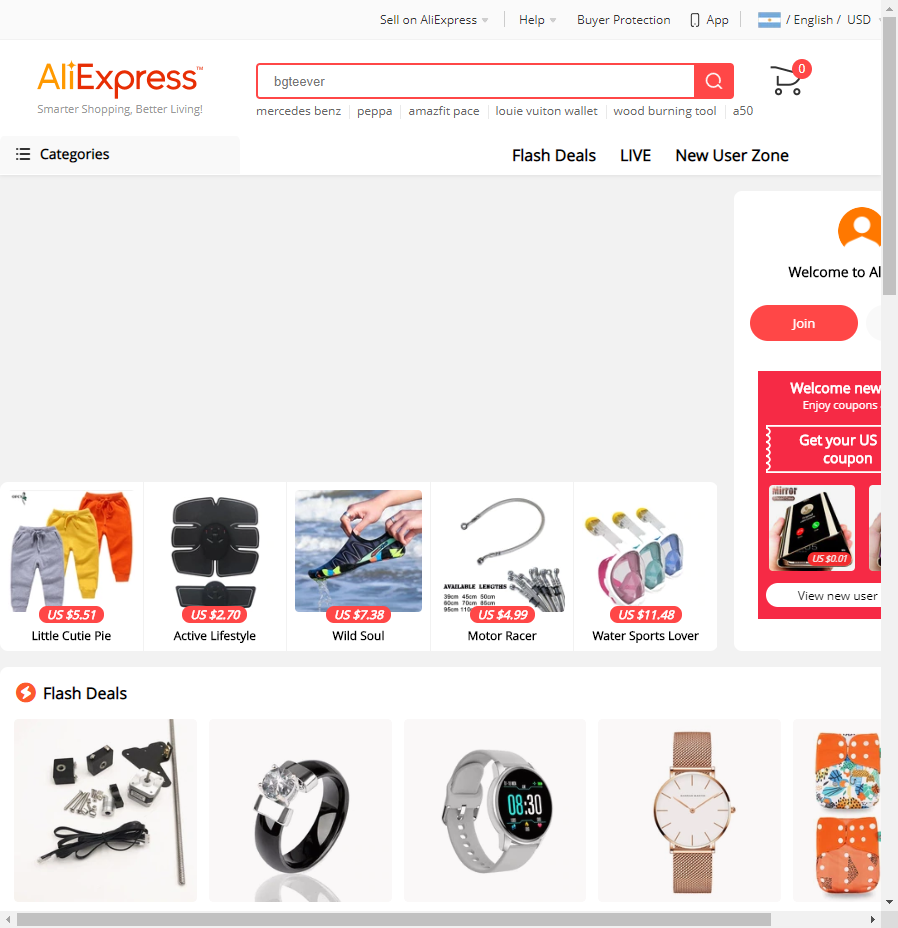 Sell on AliExpress
Help
Buyer Protection
App
/ English / USD
AliExpress™
Smarter Shopping, Better Living!
bgteever
0
mercedes benz
peppa
amazfit pace
louie vuiton wallet
wood burning tool
a50
Categories
Flash Deals
LIVE
New User Zone
Welcome to Al
Join
Welcome new
Enjoy coupons
Get your US
coupon
Mirror
US $0.01
View new user
AVAILABLE LENGTHS
39cm 45cm 50cm
60cm 70cm 86cm
95cm 110
US $5.51
US $2.70
US $7.38
US $4.99
US $11.48
Little Cutie Pie
Active Lifestyle
Wild Soul
Motor Racer
Water Sports Lover
Flash Deals
08:30